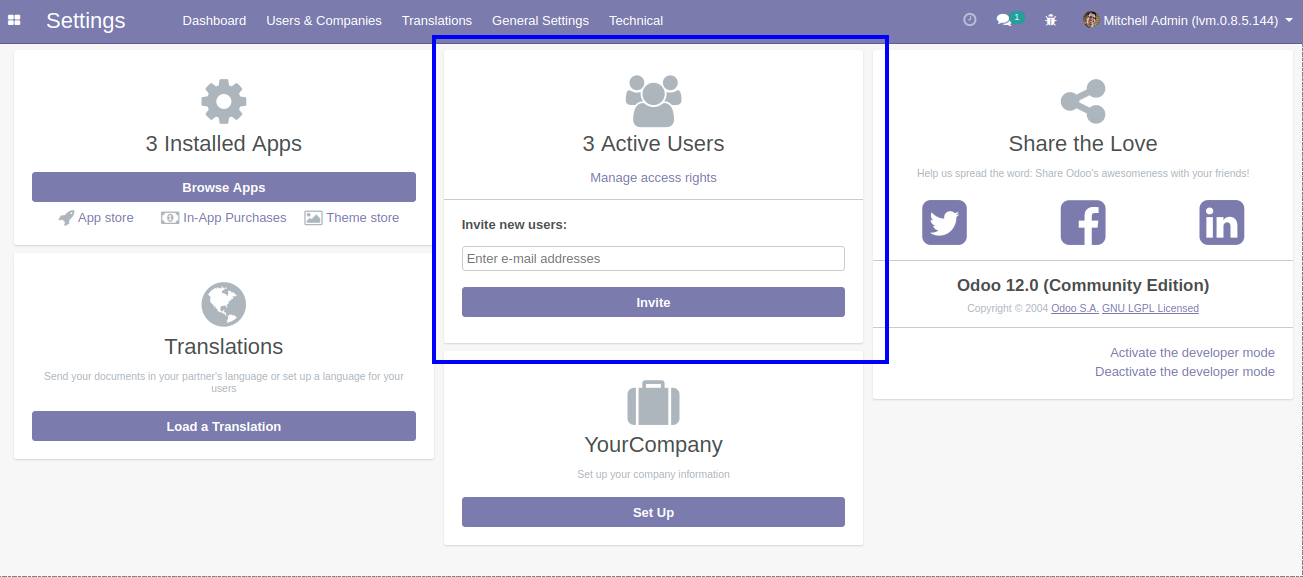 Settings
Dashboard Users & Companies Translations General Settings Technical
1
Mitchell Admin (lvm.0.8.5.144)
3 Installed Apps
Browse Apps
App store In-App Purchases Theme store
Translations
Send your documents in your partner's language or set up a language for your
users
Load a Translation
3 Active Users
Manage access rights
Invite new users:
Enter e-mail addresses
Invite
YourCompany
Set up your company information
Set Up
Share the Love
Help us spread the word: Share Odoo's awesomeness with your friends!
Odoo 12.0 (Community Edition)
Copyright © 2004 Odoo S.A. GNU LGPL Licensed
Activate the developer mode
Deactivate the developer mode